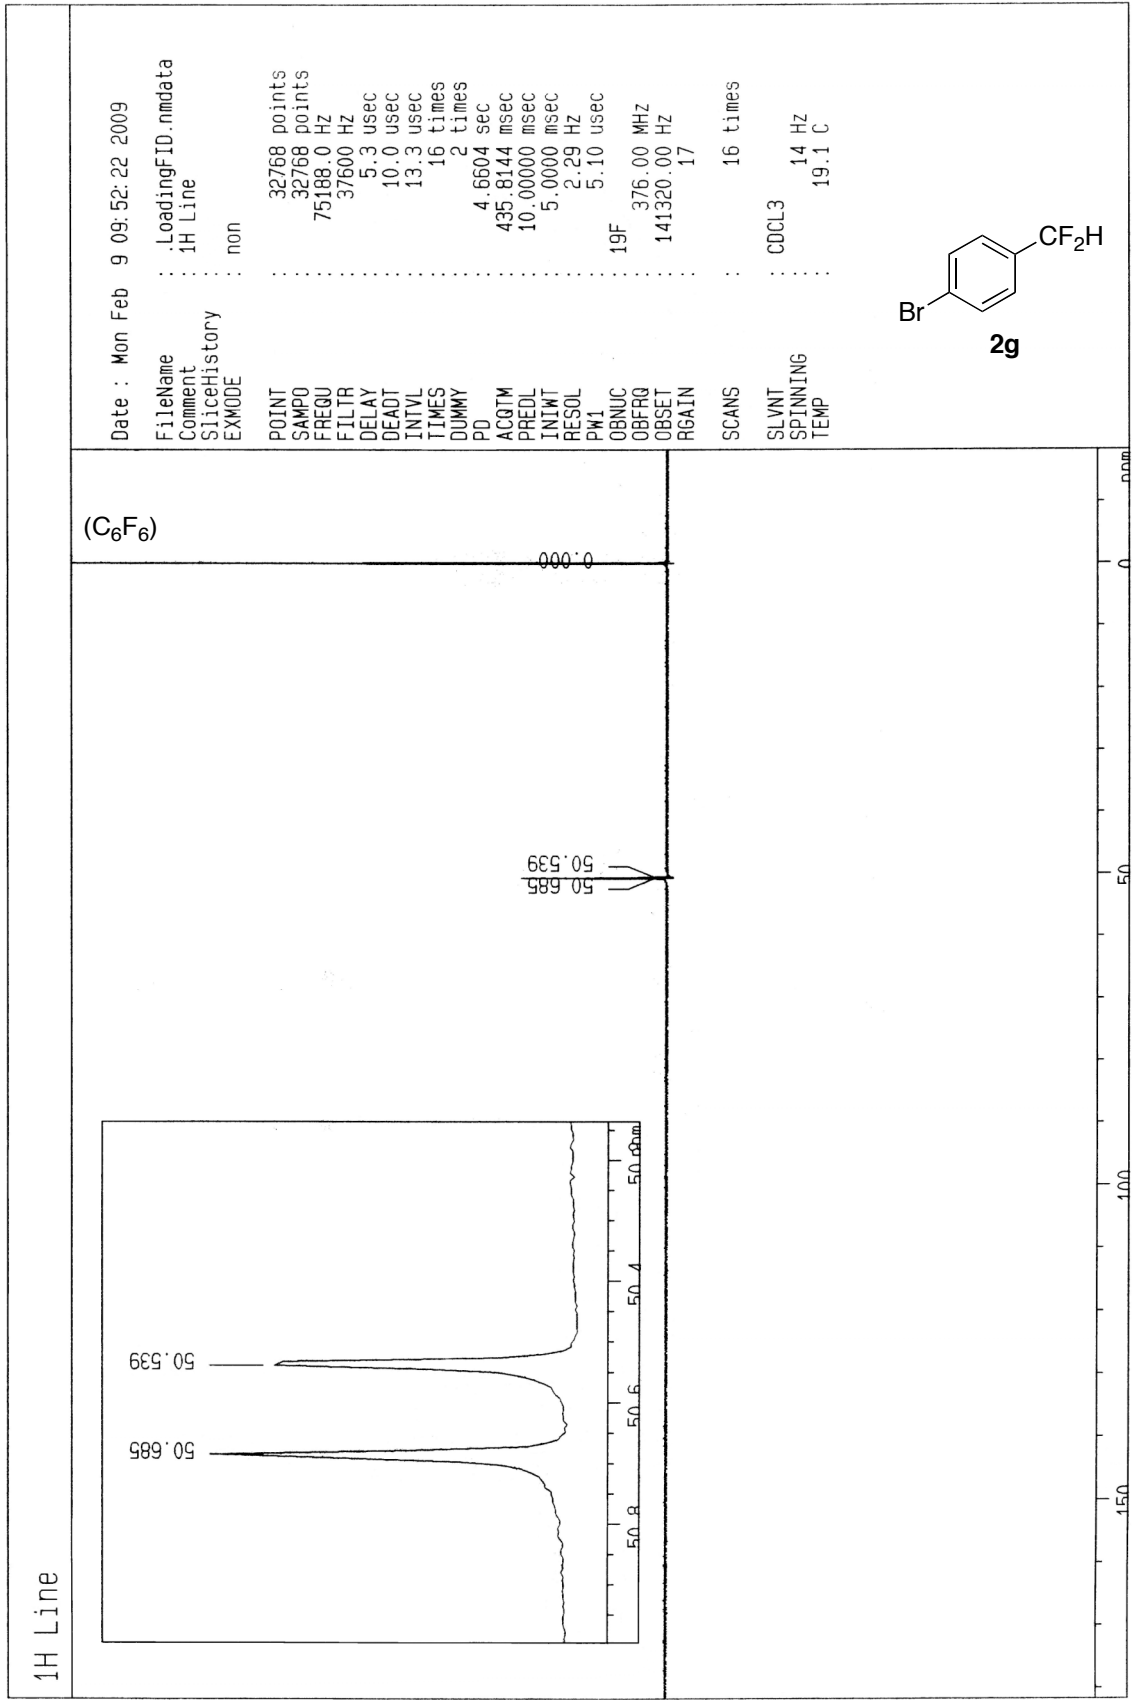 1H Line
Date : Mon Feb 9 09:52:22 2009
FileName : .LoadingFID.nmdata
Comment : 1H Line
SliceHistory :
EXMODE : non
POINT : 32768 points
SAMPO : 32768 points
FREQU : 75188.0 Hz
FILTR : 37600 Hz
DELAY : 5.3 usec
DEADT : 10.0 usec
INTVL : 13.3 usec
TIMES : 16 times
DUMMY : 2 times
PD : 4.6604 sec
ACQTM : 435.8144 msec
PREDL : 10.00000 msec
INIWT : 5.0000 msec
RESOL : 2.29 Hz
PW1 : 5.10 usec
OBNUC : 19F
OBFRQ : 376.00 MHz
OBSET : 141320.00 Hz
RGAIN : 17
SCANS : 16 times
SLVNT : CDCL3
SPINNING : 14 Hz
TEMP : 19.1 C
Br
CF2H
2g
(C6F6)
50.685
50.539
0.000
50.685
50.539
50.8
50.6
50.4
50
ppm
150
100
50
0
ppm